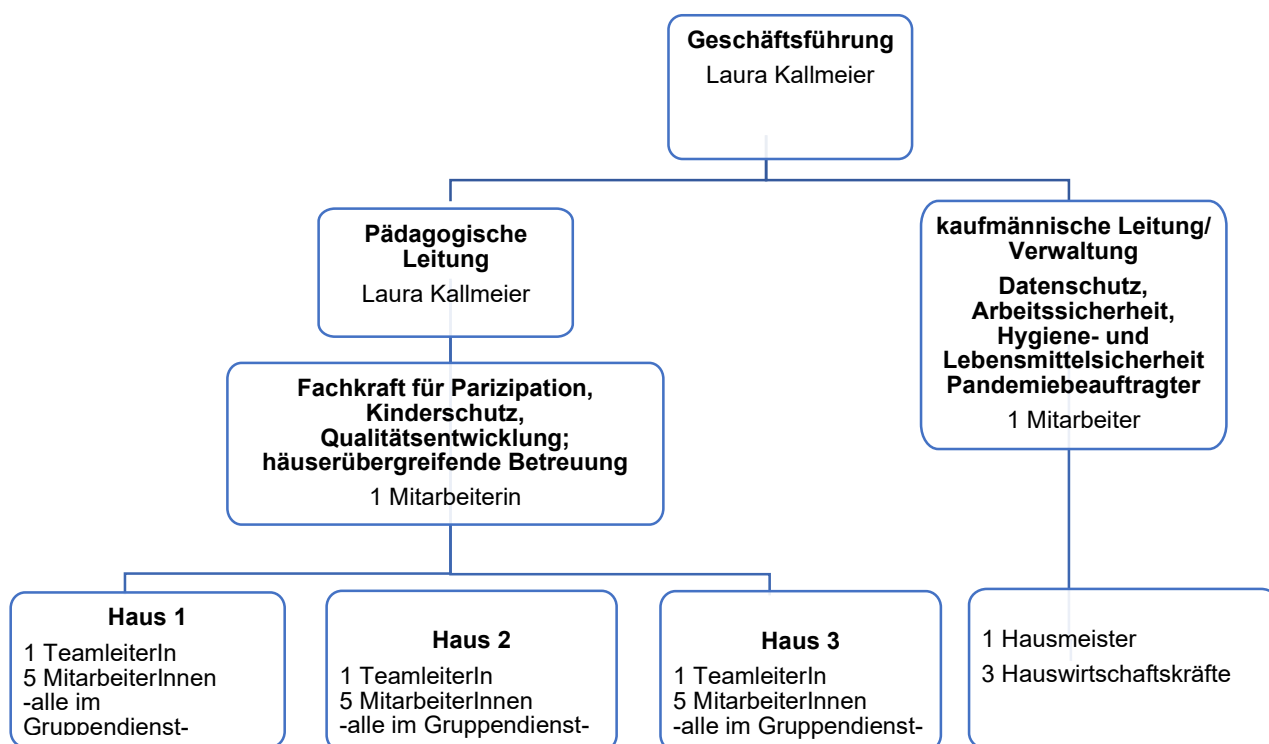 Geschäftsführung
Laura Kallmeier
Pädagogische
Leitung
Laura Kallmeier
kaufmännische Leitung/
Verwaltung
Datenschutz,
Arbeitssicherheit,
Hygiene- und
Lebensmittelsicherheit
Pandemiebeauftragter
1 Mitarbeiter
Fachkraft für Parizipation,
Kinderschutz,
Qualitätsentwicklung;
häuserübergreifende Betreuung
1 Mitarbeiterin
Haus 1
1 TeamleiterIn
5 MitarbeiterInnen
-alle im
Gruppendienst-
Haus 2
1 TeamleiterIn
5 MitarbeiterInnen
-alle im Gruppendienst-
Haus 3
1 TeamleiterIn
5 MitarbeiterInnen
-alle im Gruppendienst-
1 Hausmeister
3 Hauswirtschaftskräfte